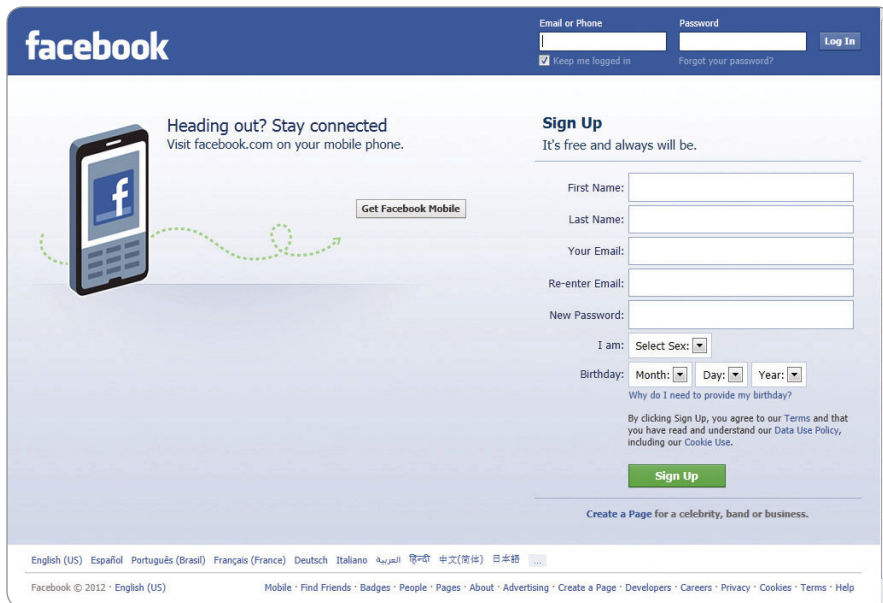 facebook
Email or Phone
Password
Log In
Keep me logged in
Forgot your password?
Heading out? Stay connected
Visit facebook.com on your mobile phone.
f
Get Facebook Mobile
Sign Up
It's free and always will be.
First Name:
Last Name:
Your Email:
Re-enter Email:
New Password:
I am: Select Sex:
Birthday: Month: Day: Year:
Why do I need to provide my birthday?
By clicking Sign Up, you agree to our Terms and that
you have read and understand our Data Use Policy,
including our Cookie Use.
Sign Up
Create a Page for a celebrity, band or business.
English (US) Español Português (Brasil) Français (France) Deutsch Italiano العربية हिन्दी 中文(简体) 日本語 ...
Facebook © 2012 · English (US)
Mobile · Find Friends · Badges · People · Pages · About · Advertising · Create a Page · Developers · Careers · Privacy · Cookies · Terms · Help